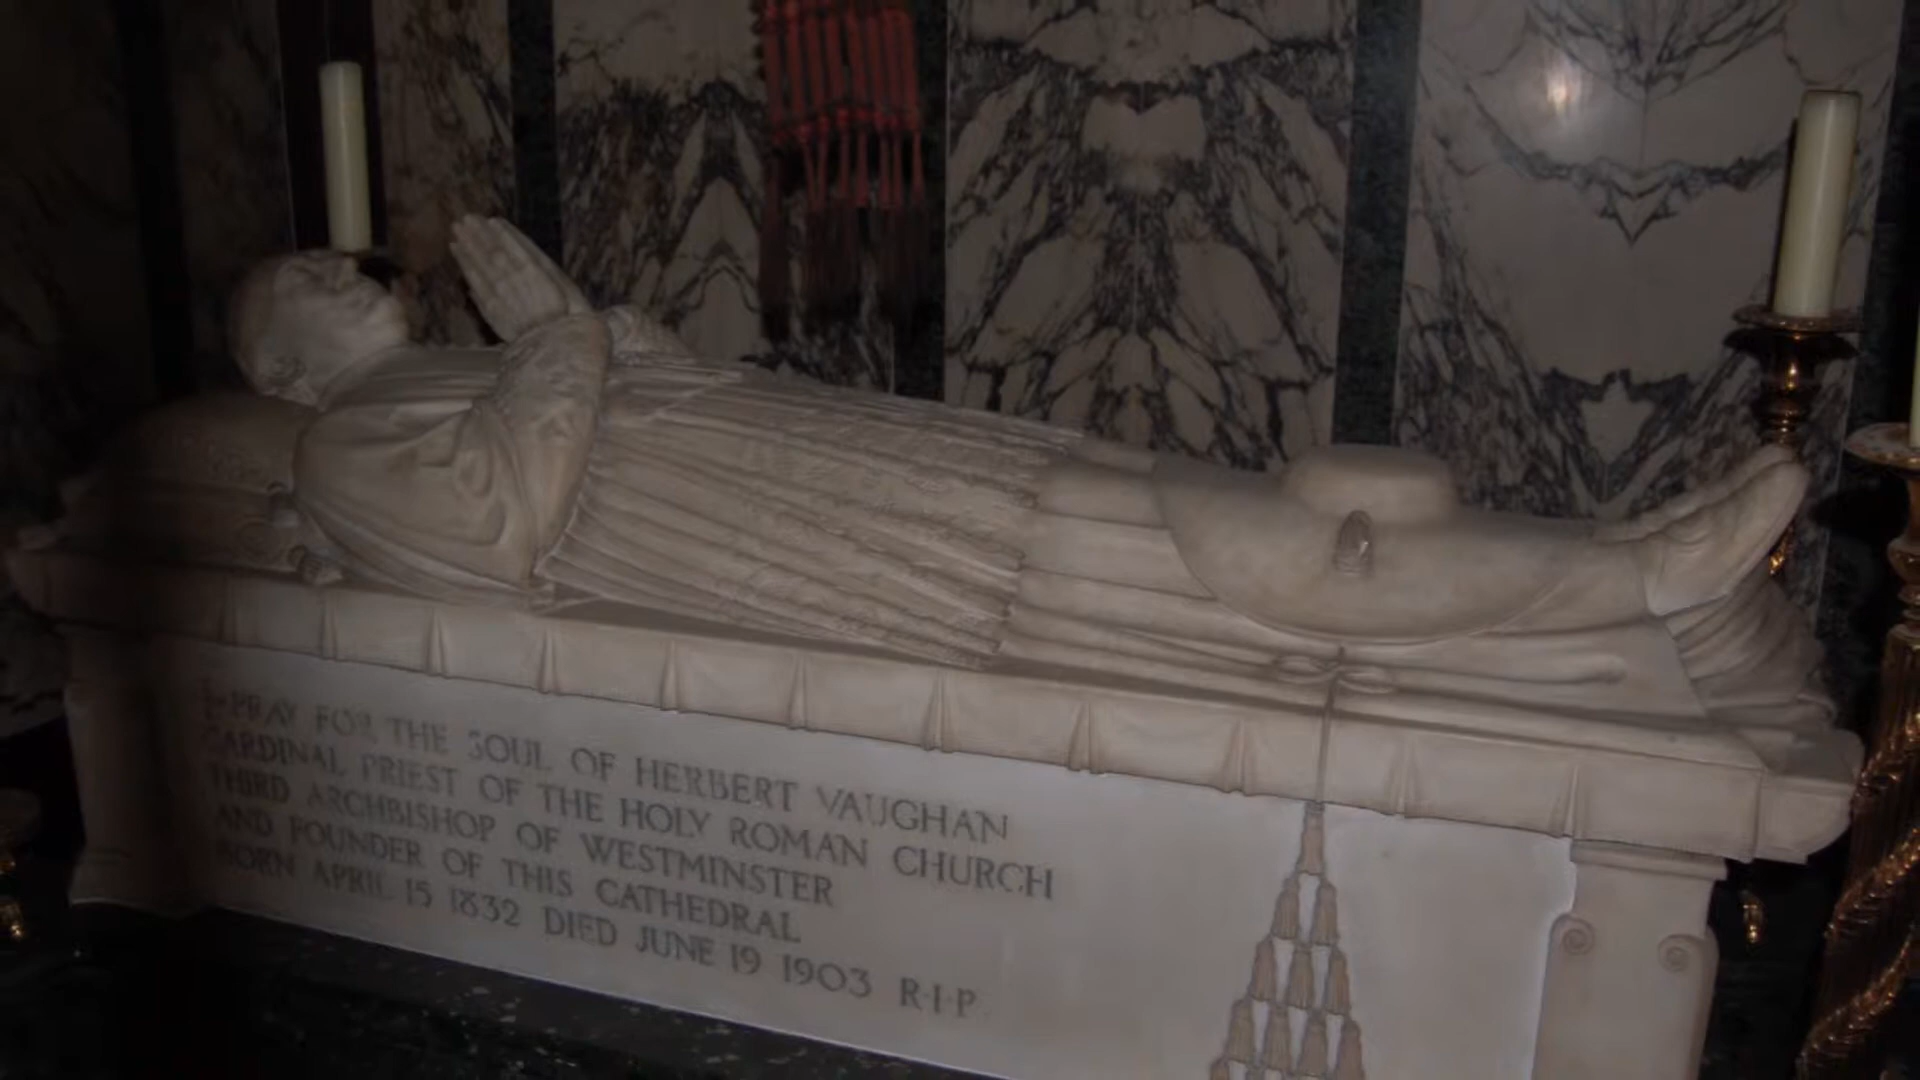 PRAY FOR THE SOUL OF HERBERT VAUGHAN
CARDINAL PRIEST OF THE HOLY ROMAN CHURCH
THIRD ARCHBISHOP OF WESTMINSTER
AND FOUNDER OF THIS CATHEDRAL
BORN APRIL 15 1832 DIED JUNE 19 1903 R·I·P·